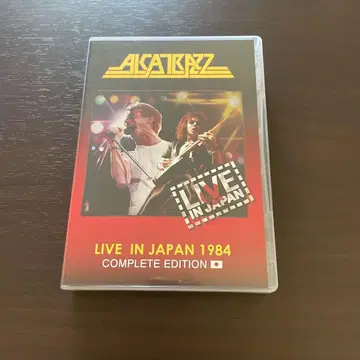 ALCATRAZZ
LIVE
IN JAPAN
LIVE IN JAPAN 1984
COMPLETE EDITION